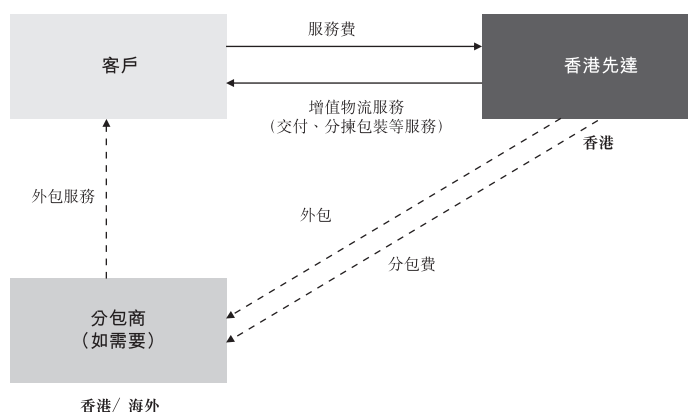 服務費
客戶
香港先達
增值物流服務
（交付、分揀包裝等服務）
香港
外包服務
外包
分包費
分包商
（如需要）
香港／海外